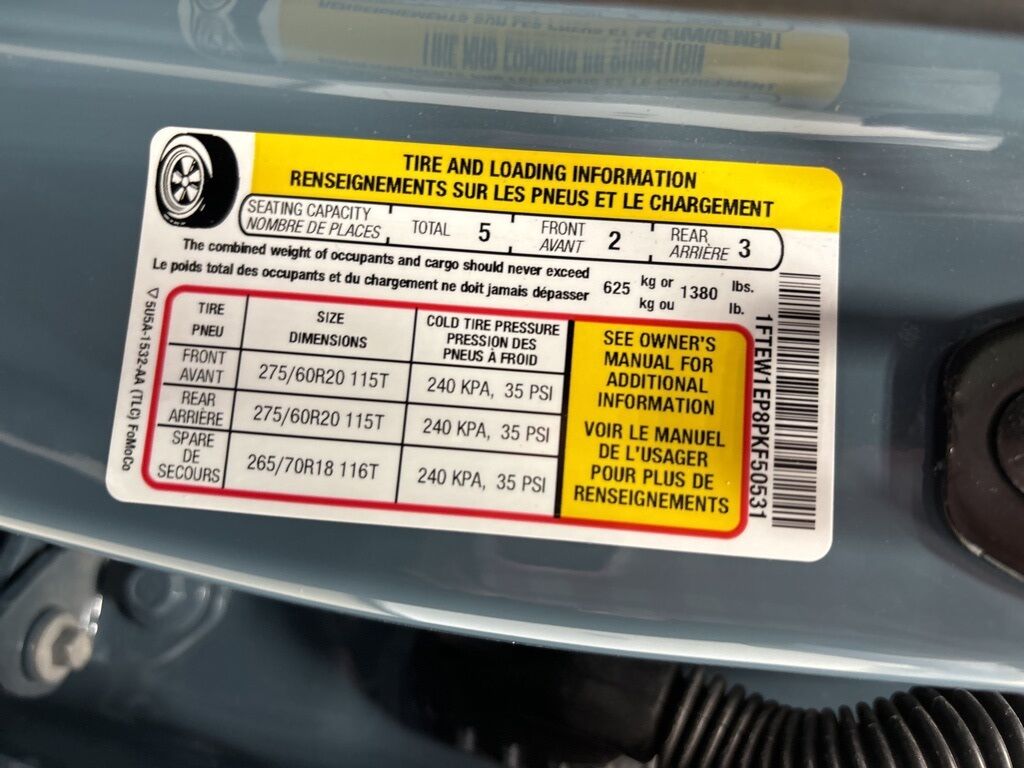 TIRE AND LOADING INFORMATION
RENSEIGNEMENTS SUR LES PNEUS ET LE CHARGEMENT
SEATING CAPACITY
NOMBRE DE PLACES
TOTAL 5
FRONT
AVANT 2
REAR
ARRIÈRE 3
The combined weight of occupants and cargo should never exceed
Le poids total des occupants et du chargement ne doit jamais dépasser
625 kg or 1380 lbs.
kg ou lb.
TIRE
PNEU
SIZE
DIMENSIONS
COLD TIRE PRESSURE
PRESSION DES
PNEUS À FROID
FRONT
AVANT
275/60R20 115T
240 KPA, 35 PSI
REAR
ARRIÈRE
275/60R20 115T
240 KPA, 35 PSI
SPARE
DE
SECOURS
265/70R18 116T
240 KPA, 35 PSI
SEE OWNER'S
MANUAL FOR
ADDITIONAL
INFORMATION
VOIR LE MANUEL
DE L'USAGER
POUR PLUS DE
RENSEIGNEMENTS
1FTEW1EP8PKF50531
5U5A-1532-AA (TLC) FoMoCo